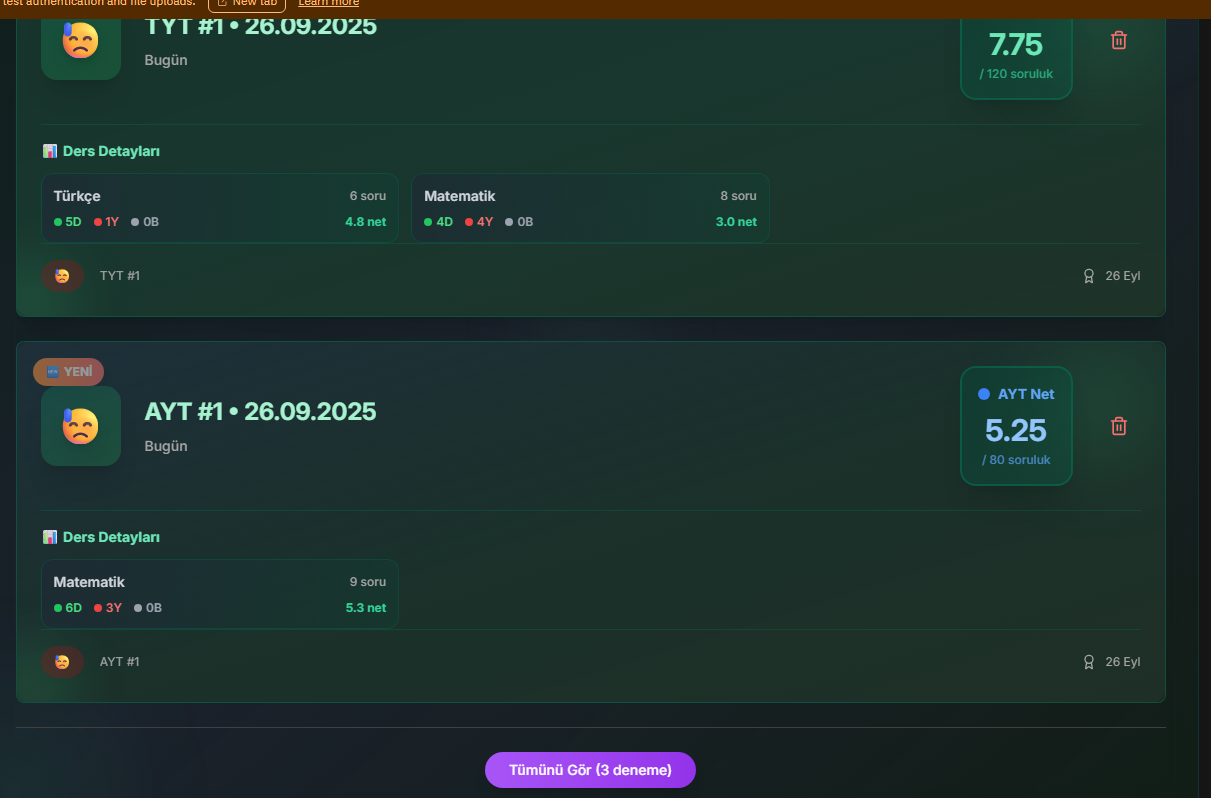 test authentication and file uploads. New tab Learn more
TYT #1 • 26.09.2025
Bugün
7.75
/ 120 soruluk
Ders Detayları
Türkçe 6 soru
5D 1Y 0B 4.8 net
Matematik 8 soru
4D 4Y 0B 3.0 net
TYT #1 26 Eyl
YENİ
AYT #1 • 26.09.2025
Bugün
AYT Net
5.25
/ 80 soruluk
Ders Detayları
Matematik 9 soru
6D 3Y 0B 5.3 net
AYT #1 26 Eyl
Tümünü Gör (3 deneme)